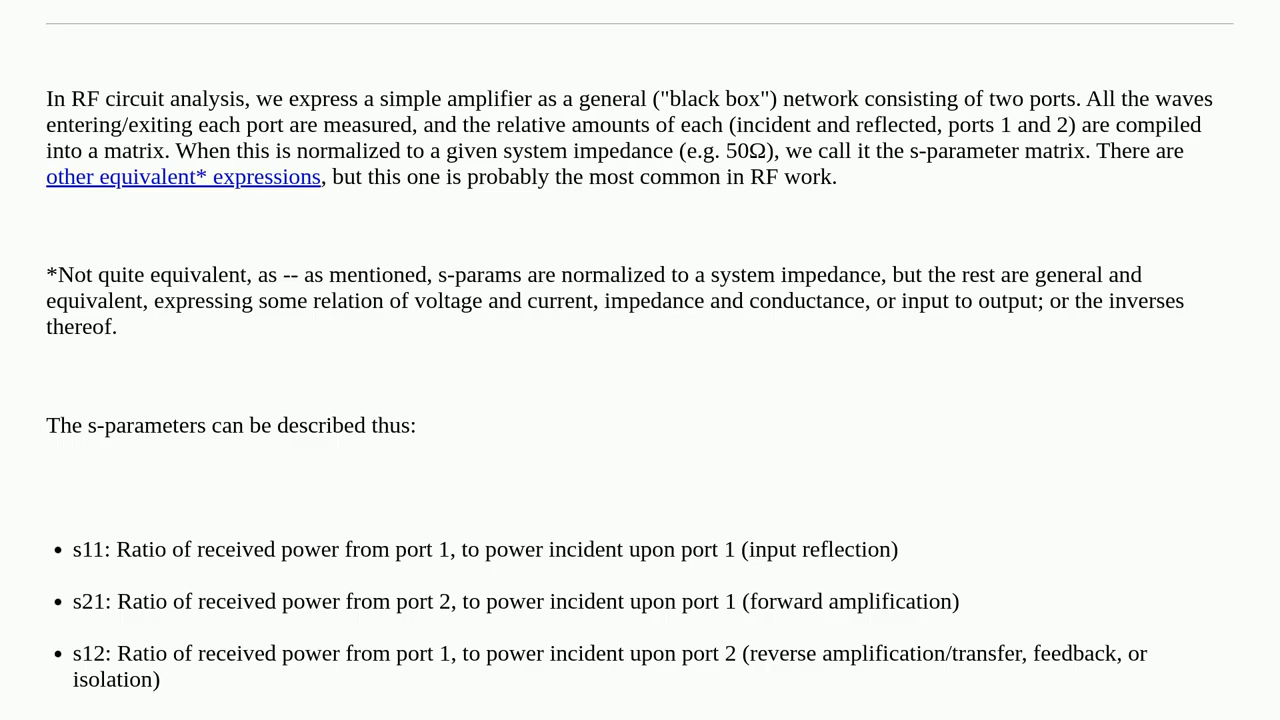 In RF circuit analysis, we express a simple amplifier as a general ("black box") network consisting of two ports. All the waves
entering/exiting each port are measured, and the relative amounts of each (incident and reflected, ports 1 and 2) are compiled
into a matrix. When this is normalized to a given system impedance (e.g. 50Ω), we call it the s-parameter matrix. There are
other equivalent* expressions, but this one is probably the most common in RF work.
*Not quite equivalent, as -- as mentioned, s-params are normalized to a system impedance, but the rest are general and
equivalent, expressing some relation of voltage and current, impedance and conductance, or input to output; or the inverses
thereof.
The s-parameters can be described thus:
• s11: Ratio of received power from port 1, to power incident upon port 1 (input reflection)
• s21: Ratio of received power from port 2, to power incident upon port 1 (forward amplification)
• s12: Ratio of received power from port 1, to power incident upon port 2 (reverse amplification/transfer, feedback, or
isolation)